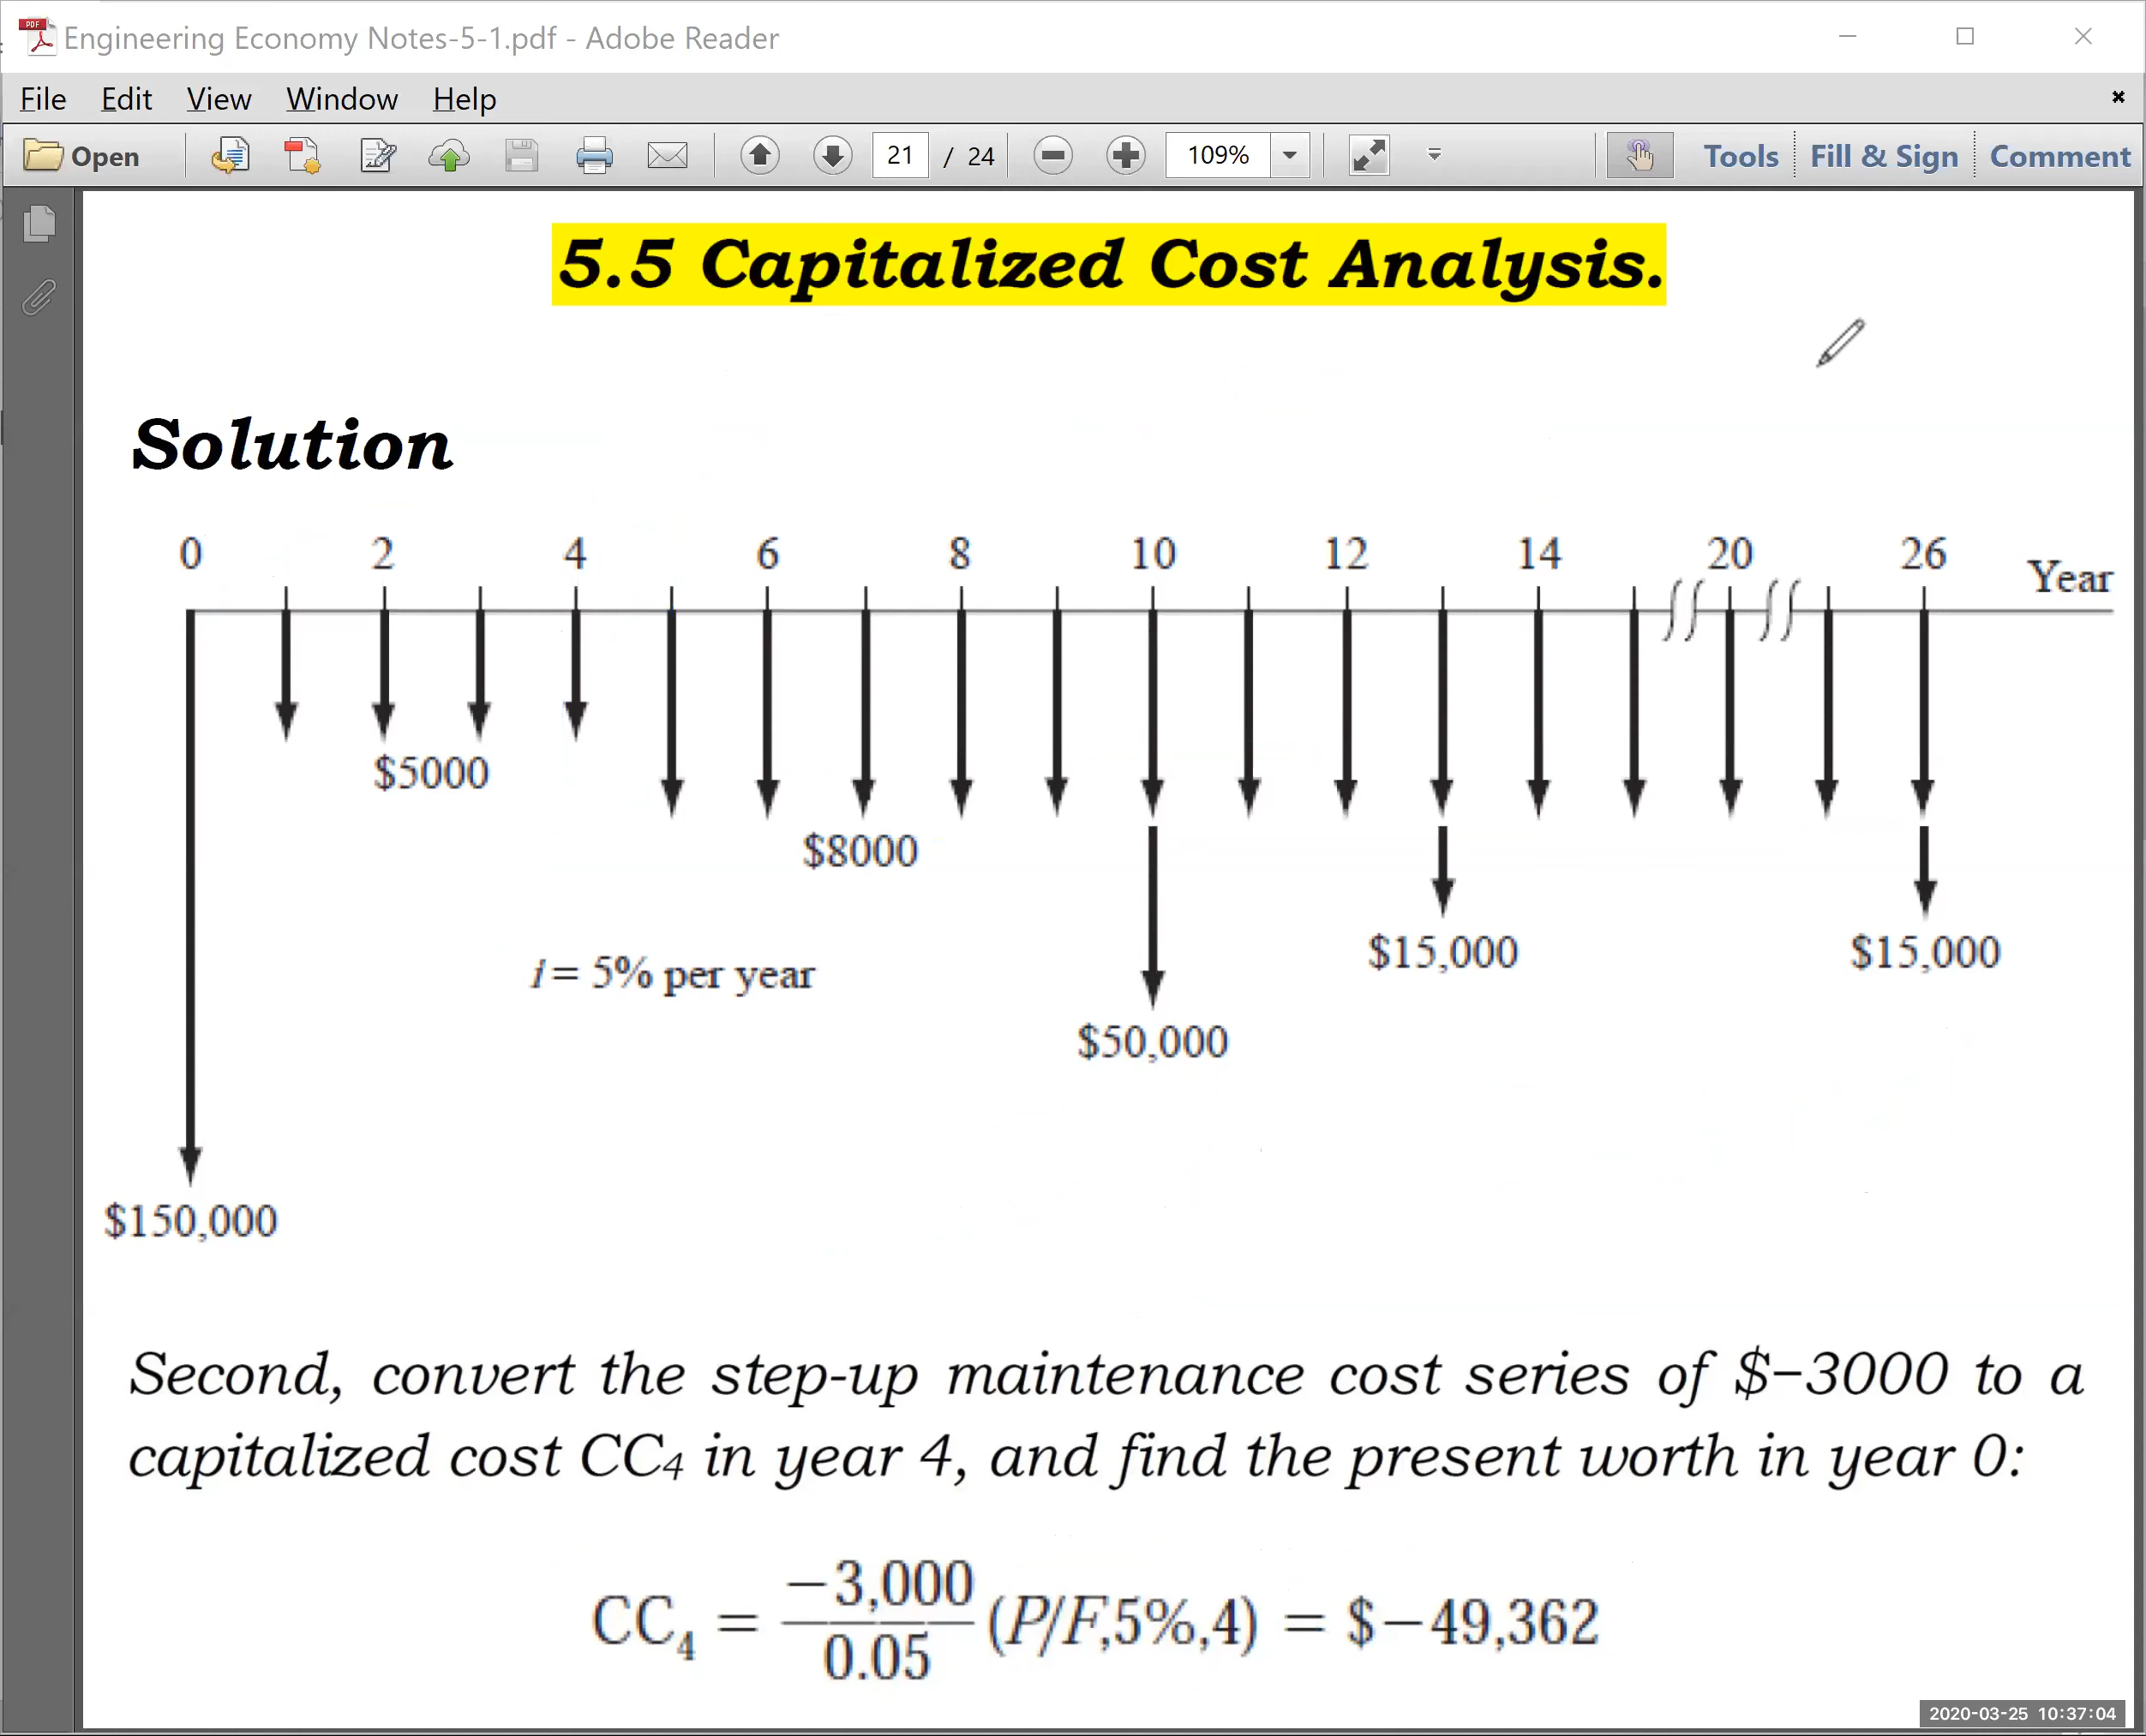 Engineering Economy Notes-5-1.pdf - Adobe Reader
File Edit View Window Help
Open 21 / 24 109% Tools Fill & Sign Comment
5.5 Capitalized Cost Analysis.
Solution
0 2 4 6 8 10 12 14 20 26 Year
$5000
$8000
$15,000 $15,000
i = 5% per year
$50,000
$150,000
Second, convert the step-up maintenance cost series of $−3000 to a
capitalized cost CC₄ in year 4, and find the present worth in year 0:
CC₄ = −3,000/0.05 (P/F,5%,4) = $−49,362
2020-03-25 10:37:04